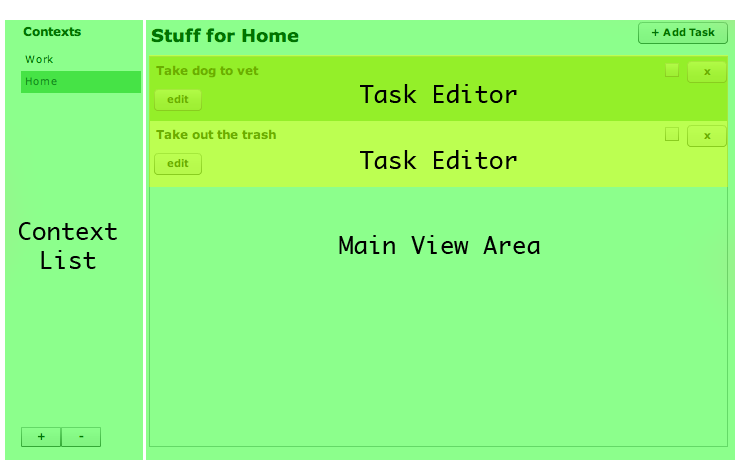 Contexts
Work
Home
Context
List
+ -
Stuff for Home
+ Add Task
Take dog to vet
x
edit
Task Editor
Take out the trash
x
edit
Task Editor
Main View Area